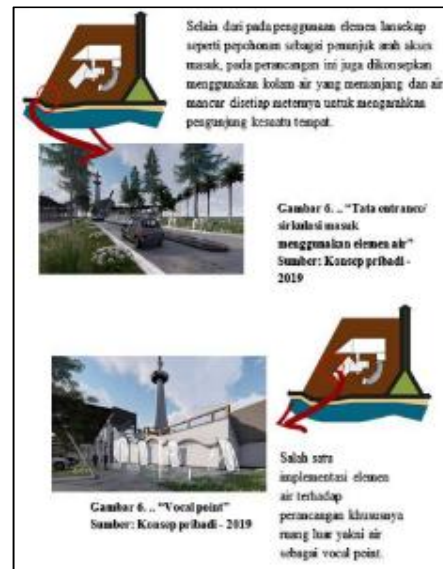 Selain dari pada penggunaan elemen lansekap
seperti pepohonan sebagai penunjuk arah akses
masuk, pada perancangan ini juga dikonsepkan
menggunakan kolam air yang memanjang dan air
mancur disetiap meternya untuk mengarahkan
pengunjung kesuatu tempat.
Gambar 6. .. “Tata entrance/
sirkulasi masuk
menggunakan elemen air”
Sumber: Konsep pribadi -
2019
Gambar 6. .. “Vocal point”
Sumber: Konsep pribadi - 2019
Salah satu
implementasi elemen
air terhadap
perancangan khususnya
ruang luar yakni air
sebagai vocal point.